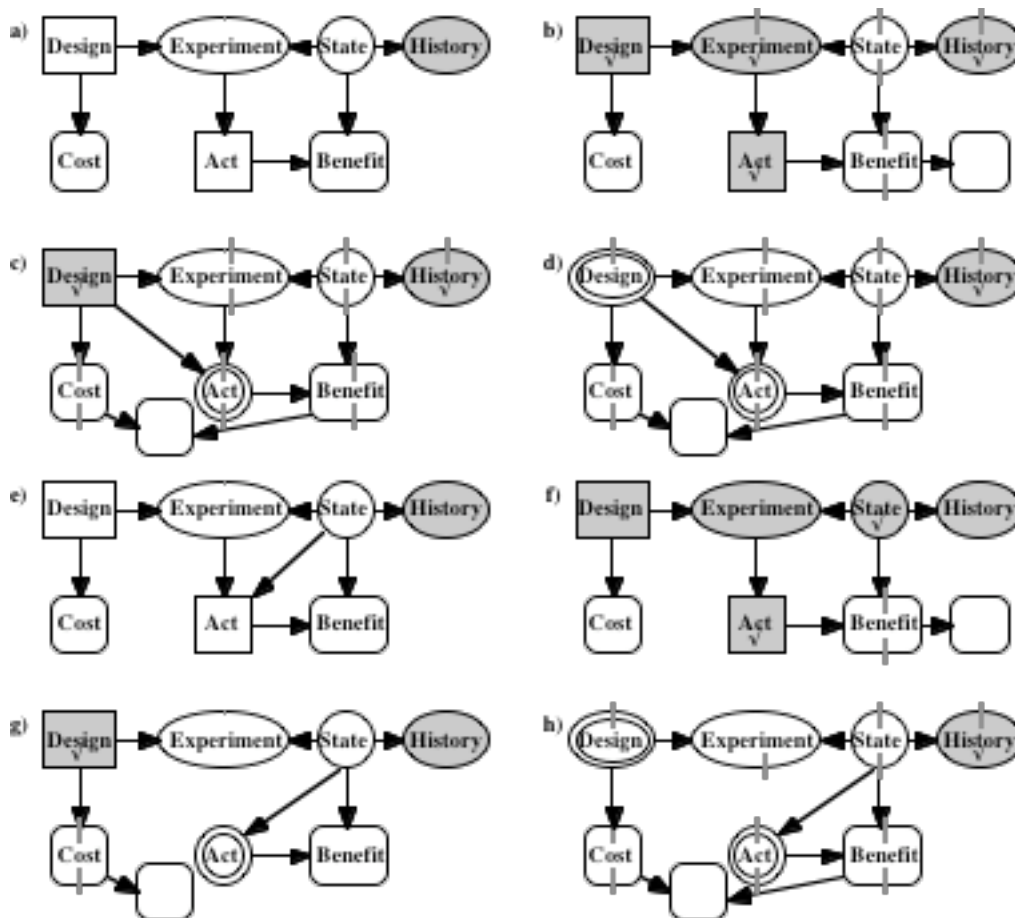 a) Design Experiment State History
Cost Act Benefit
b) Design Experiment State History
√ √ √
Cost Act Benefit
√
c) Design Experiment State History
√ √
Cost Act Benefit
d) Design Experiment State History
√
Cost Act Benefit
e) Design Experiment State History
Cost Act Benefit
f) Design Experiment State History
√
Cost Act Benefit
√
g) Design Experiment State History
√
Cost Act Benefit
h) Design Experiment State History
√
Cost Act Benefit